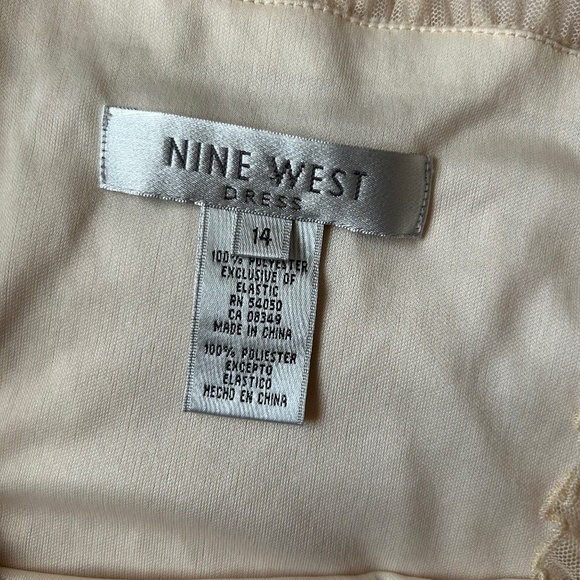 NINE WEST
DRESS
14
100% POLYESTER
EXCLUSIVE OF
ELASTIC
RN 54050
CA 08349
MADE IN CHINA
100% POLIESTER
EXCEPTO
ELASTICO
HECHO EN CHINA